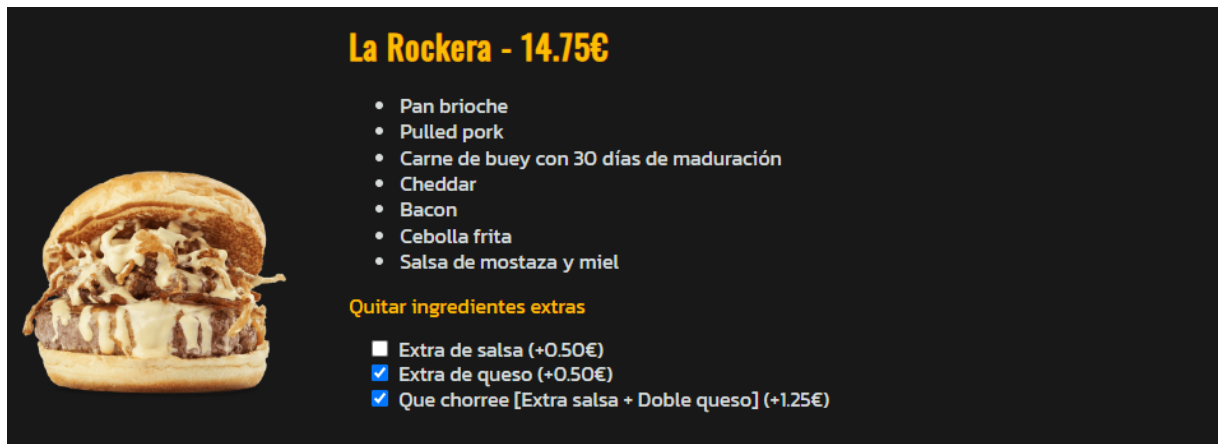 La Rockera - 14.75€
Pan brioche
Pulled pork
Carne de buey con 30 días de maduración
Cheddar
Bacon
Cebolla frita
Salsa de mostaza y miel
Quitar ingredientes extras
Extra de salsa (+0.50€)
Extra de queso (+0.50€)
Que chorree [Extra salsa + Doble queso] (+1.25€)